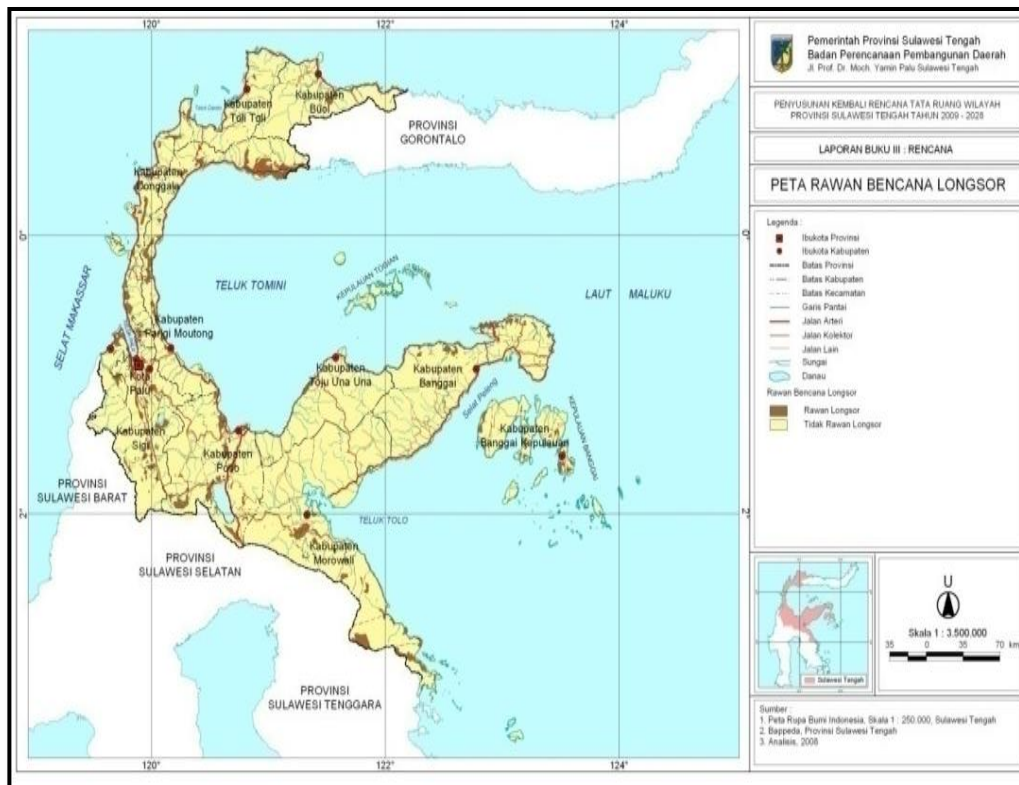 120°
122°
124°
Kabupaten
Toli Toli
Kabupaten
Buol
PROVINSI
GORONTALO
Kabupaten
Donggala
0°
0°
SELAT MAKASSAR
TELUK TOMINI
KEPULAUAN TOGIAN
LAUT MALUKU
Kabupaten
Parigi Moutong
Kota
Palu
Kabupaten
Toju Una Una
Kabupaten
Banggai
Selat Peleng
Kabupaten
Sigi
Kabupaten
Poso
Kabupaten
Banggai Kepulauan
KEPULAUAN BANGGAI
PROVINSI
SULAWESI BARAT
2°
2°
TELUK TOLO
PROVINSI
SULAWESI SELATAN
Kabupaten
Morowali
PROVINSI
SULAWESI TENGGARA
120°
122°
124°
Pemerintah Provinsi Sulawesi Tengah
Badan Perencanaan Pembangunan Daerah
Jl. Prof. Dr. Moch. Yamin Palu Sulawesi Tengah
PENYUSUNAN KEMBALI RENCANA TATA RUANG WILAYAH
PROVINSI SULAWESI TENGAH TAHUN 2009 - 2028
LAPORAN BUKU III : RENCANA
PETA RAWAN BENCANA LONGSOR
Legenda :
Ibukota Provinsi
Ibukota Kabupaten
Batas Provinsi
Batas Kabupaten
Batas Kecamatan
Garis Pantai
Jalan Arteri
Jalan Kolektor
Jalan Lain
Sungai
Danau
Rawan Bencana Longsor
Rawan Longsor
Tidak Rawan Longsor
Sulawesi Tengah
U
Skala 1 : 3.500.000
35 0 35 70 km
Sumber :
1. Peta Rupa Bumi Indonesia, Skala 1 : 250.000, Sulawesi Tengah
2. Bappeda, Provinsi Sulawesi Tengah
3. Analisis, 2008